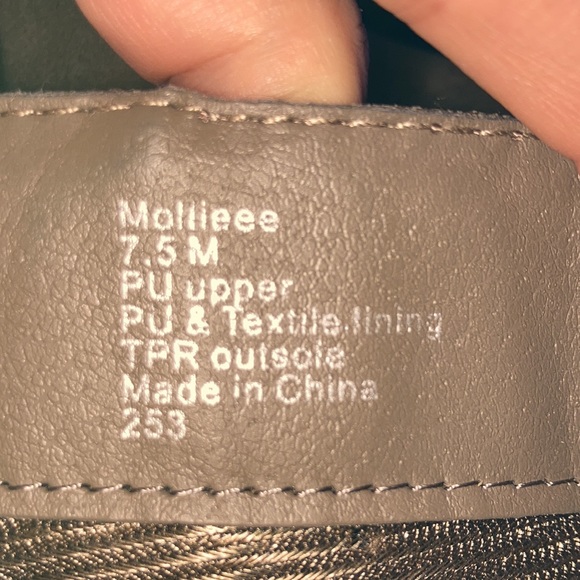 Mollieee
7.5 M
PU upper
PU & Textile lining
TPR outsole
Made in China
253